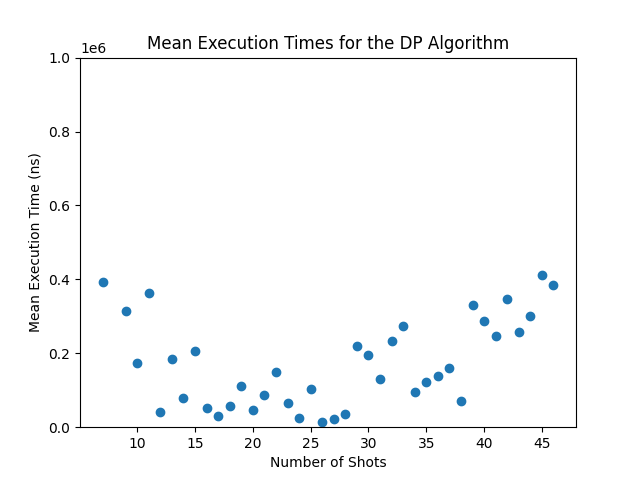 Mean Execution Times for the DP Algorithm
1e6
1.0
0.8
0.6
0.4
0.2
0.0
Mean Execution Time (ns)
10 15 20 25 30 35 40 45
Number of Shots